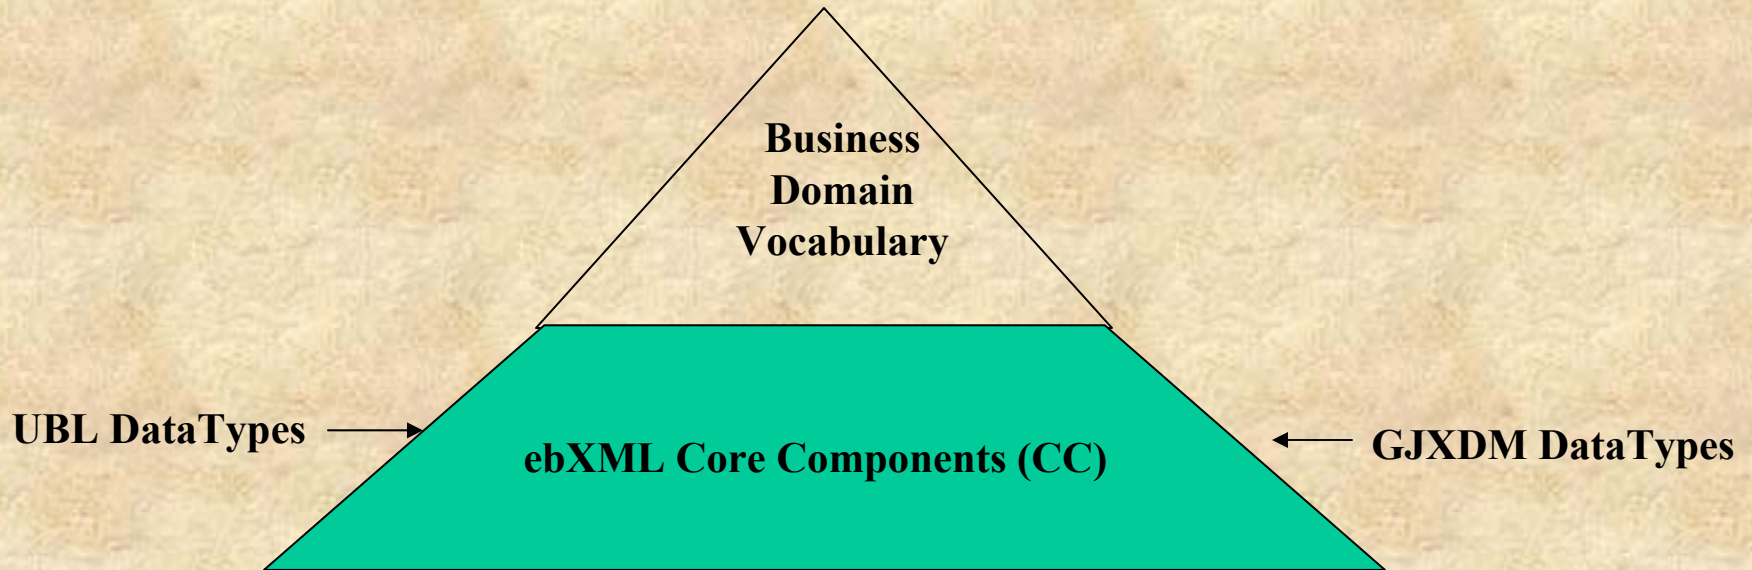 Business
Domain
Vocabulary
UBL DataTypes
ebXML Core Components (CC)
GJXDM DataTypes